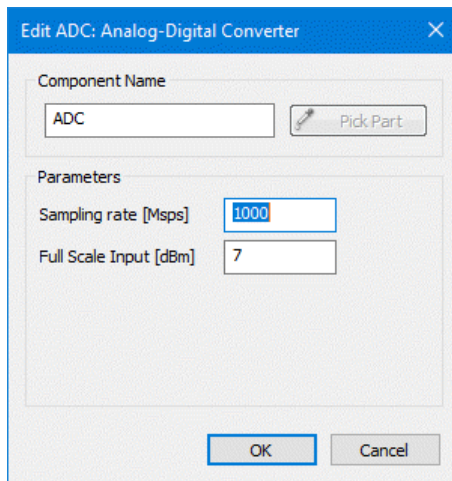 Edit ADC: Analog-Digital Converter
Component Name
ADC
Pick Part
Parameters
Sampling rate [Msps] 1000
Full Scale Input [dBm] 7
OK Cancel